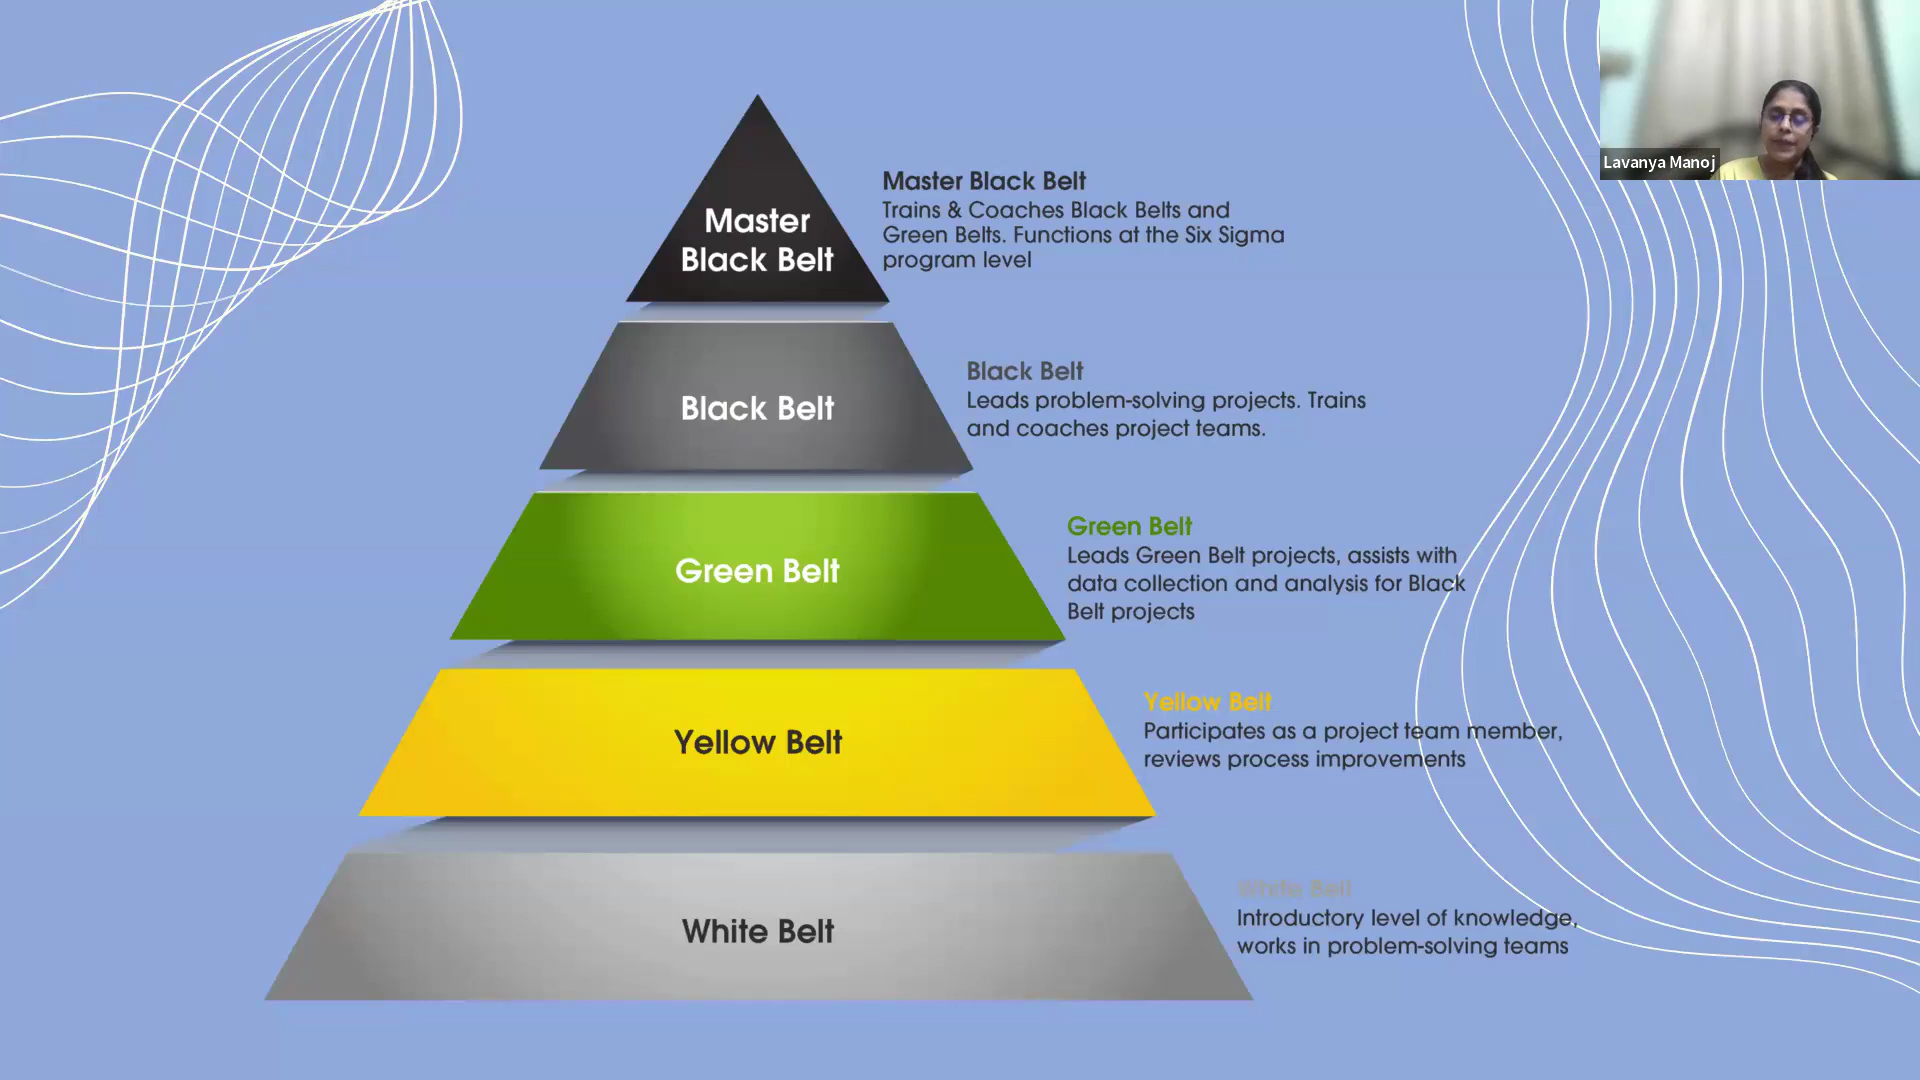 Lavanya Manoj
Master
Black Belt
Master Black Belt
Trains & Coaches Black Belts and
Green Belts. Functions at the Six Sigma
program level
Black Belt
Black Belt
Leads problem-solving projects. Trains
and coaches project teams.
Green Belt
Green Belt
Leads Green Belt projects, assists with
data collection and analysis for Black
Belt projects
Yellow Belt
Yellow Belt
Participates as a project team member,
reviews process improvements
White Belt
White Belt
Introductory level of knowledge,
works in problem-solving teams